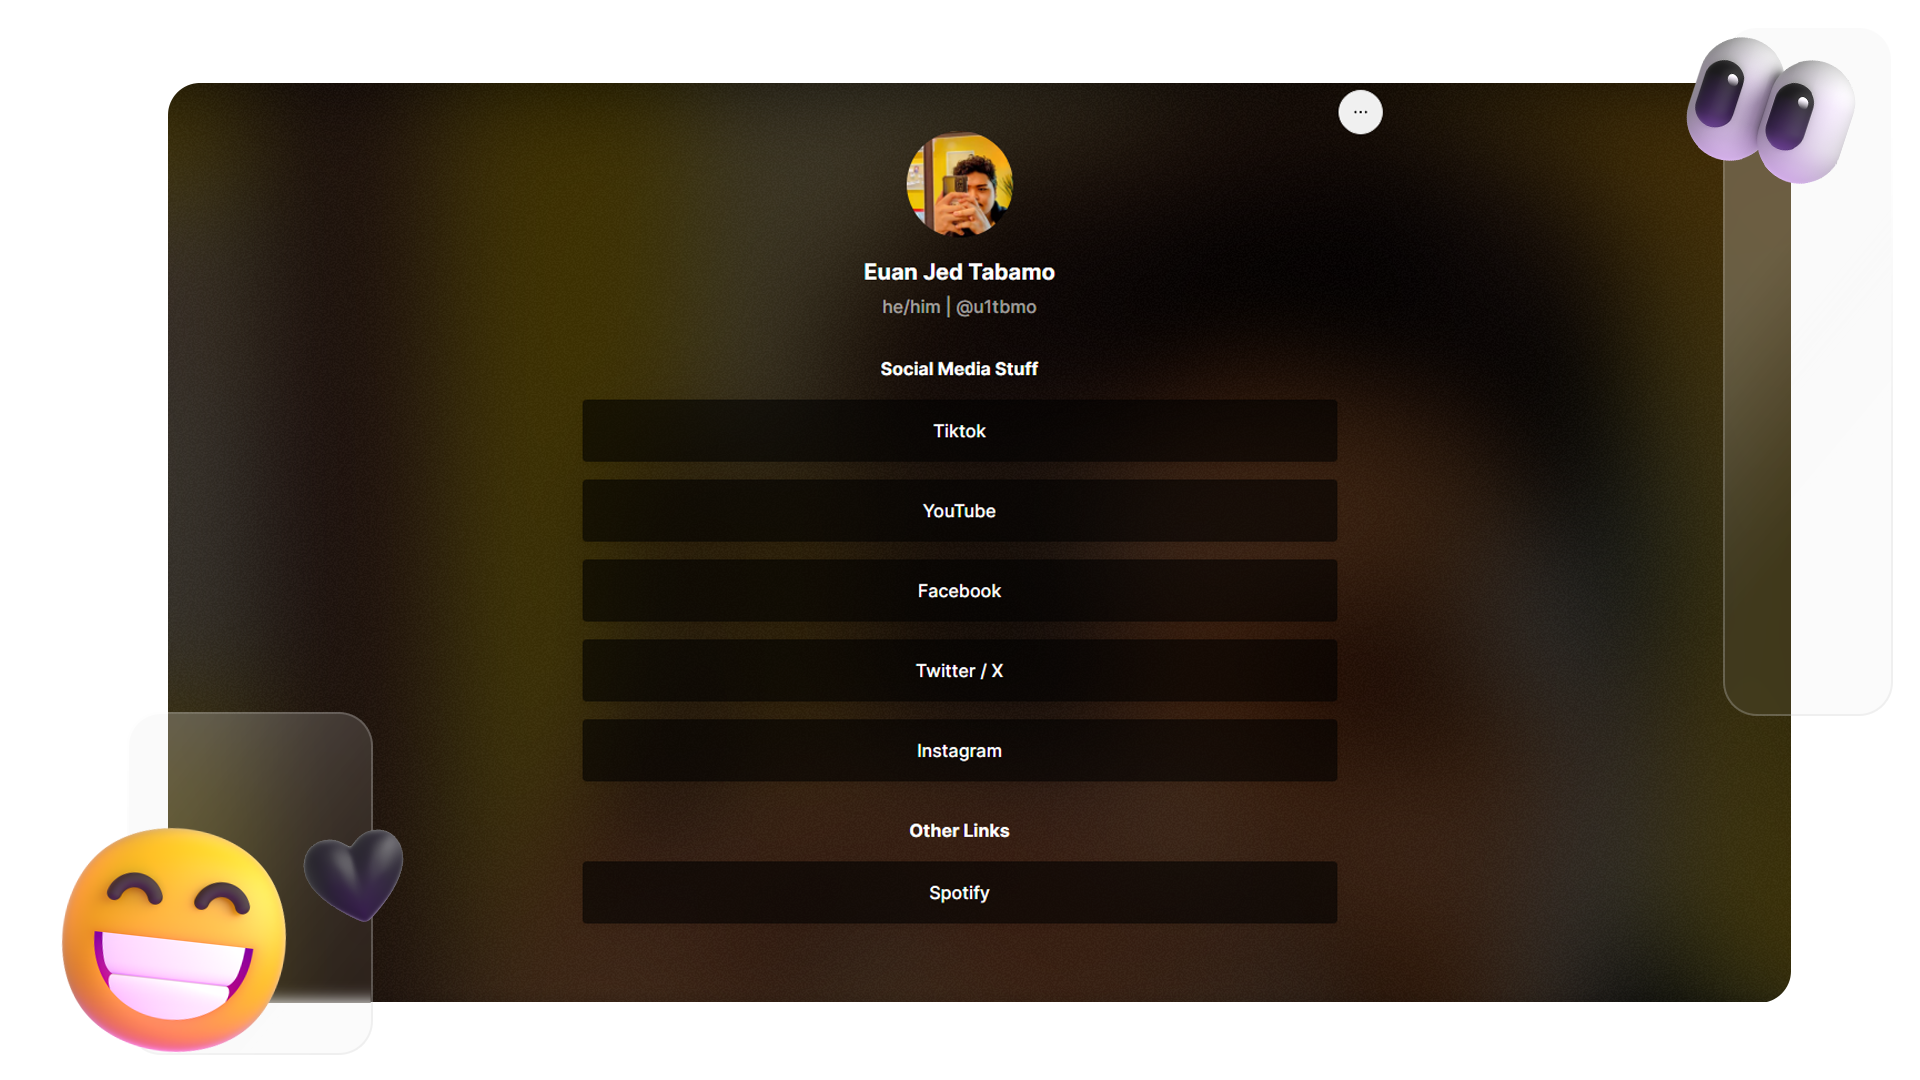 ...
Euan Jed Tabamo
he/him | @u1tbmo
Social Media Stuff
Tiktok
YouTube
Facebook
Twitter / X
Instagram
Other Links
Spotify